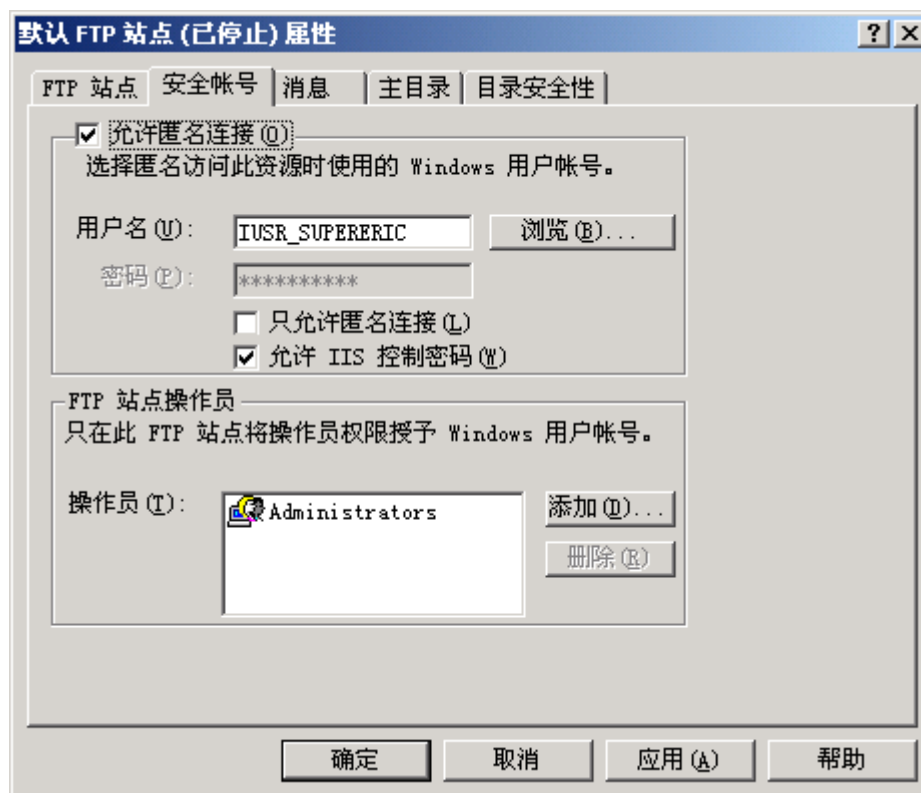 默认 FTP 站点 (已停止) 属性
FTP 站点 安全帐号 消息 主目录 目录安全性
允许匿名连接(O)
选择匿名访问此资源时使用的 Windows 用户帐号。
用户名(U): IUSR_SUPERERIC 浏览(B)...
密码(P): **********
只允许匿名连接(L)
允许 IIS 控制密码(W)
FTP 站点操作员
只在此 FTP 站点将操作员权限授予 Windows 用户帐号。
操作员(T): Administrators 添加(D)...
删除(R)
确定 取消 应用(A) 帮助